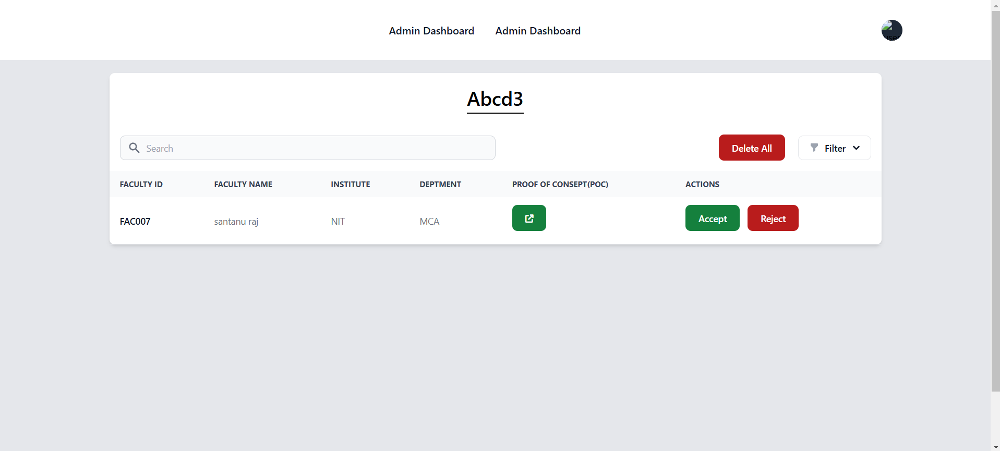 Admin Dashboard Admin Dashboard
user
Abcd3
Search
Delete All
Filter
FACULTY ID FACULTY NAME INSTITUTE DEPTMENT PROOF OF CONSEPT(POC) ACTIONS
FAC007 santanu raj NIT MCA Accept Reject